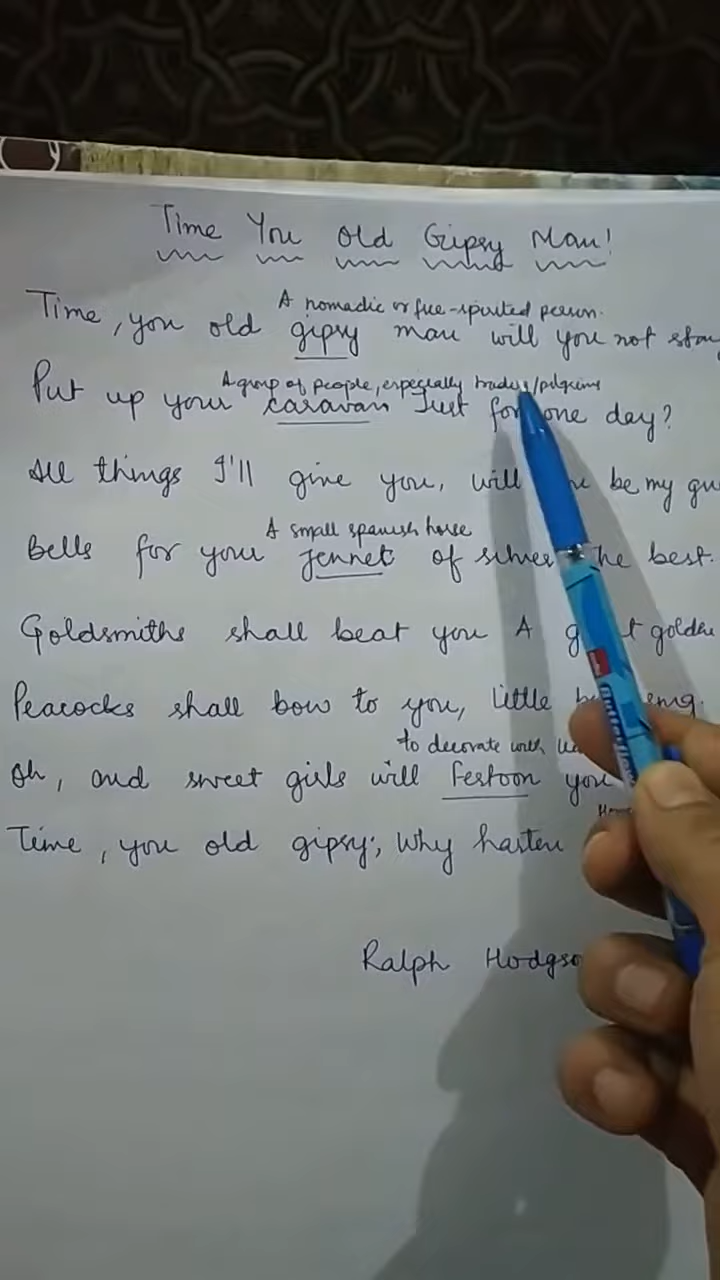 Time You Old Gipsy Man!
A nomadic or free-spirited person.
Time, you old gipsy man will you not stay
A group of people, especially traders/pilgrims
Put up your caravan Just for one day?
All things I'll give you, will be my
A small spanish horse
Bells for your jennet of silver the best.
Goldsmiths shall beat you A golden
Peacocks shall bow to you, little
to decorate with
Oh, and sweet girls will festoon you
Time, you old gipsy, Why hasten
Ralph
Butterflow